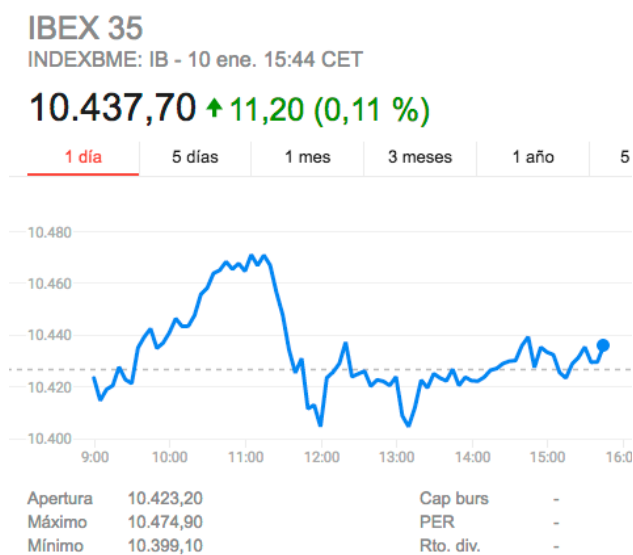 IBEX 35
INDEXBME: IB - 10 ene. 15:44 CET
10.437,70 ↑ 11,20 (0,11 %)
1 día 5 días 1 mes 3 meses 1 año 5
10.480
10.460
10.440
10.420
10.400
9:00 10:00 11:00 12:00 13:00 14:00 15:00 16:0
Apertura 10.423,20 Cap burs -
Máximo 10.474,90 PER -
Mínimo 10.399,10 Rto. div. -